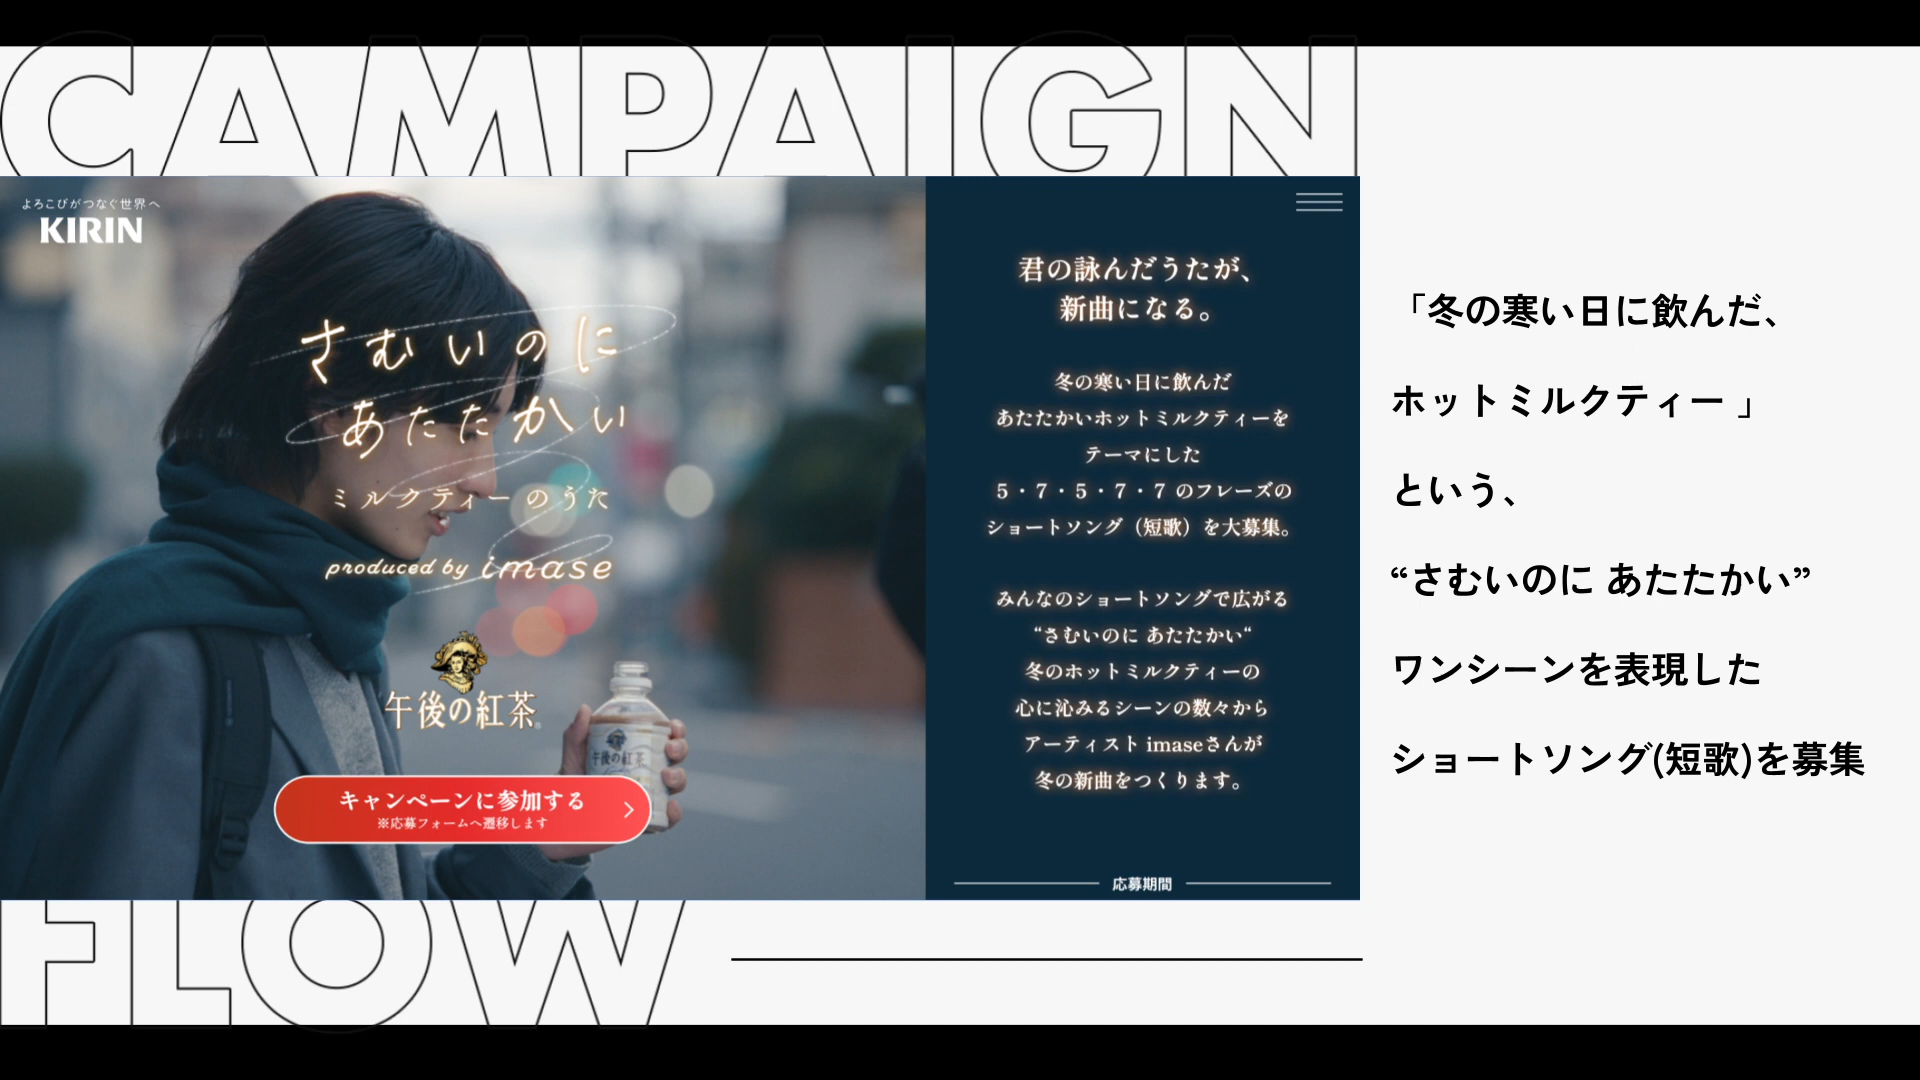 CAMPAIGN
よろこびがつなぐ世界へ
KIRIN
さむいのに
あたたかい
ミルクティーのうた
produced by imase
午後の紅茶
午後の紅茶
キャンペーンに参加する
※応募フォームへ遷移します
君の詠んだうたが、
新曲になる。
冬の寒い日に飲んだ
あたたかいホットミルクティーを
テーマにした
5・7・5・7・7 のフレーズの
ショートソング（短歌）を大募集。
みんなのショートソングで広がる
“さむいのに あたたかい“
冬のホットミルクティーの
心に沁みるシーンの数々から
アーティスト imaseさんが
冬の新曲をつくります。
応募期間
「冬の寒い日に飲んだ、
ホットミルクティー 」
という、
“さむいのに あたたかい”
ワンシーンを表現した
ショートソング(短歌)を募集
FLOW